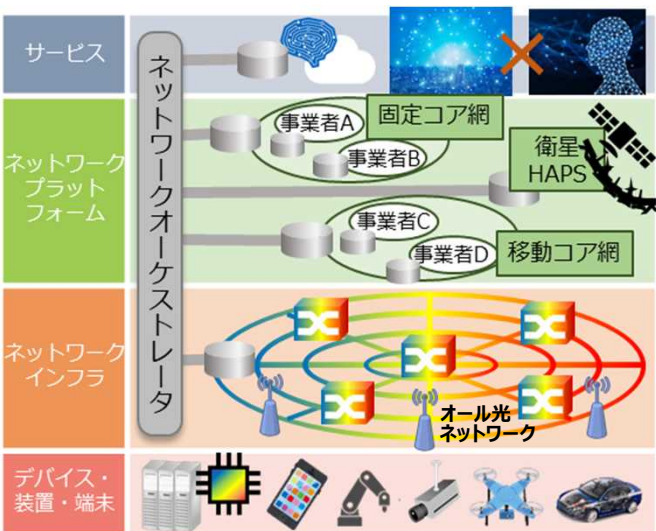 サービス
ネットワークオーケストレータ
ネットワーク
プラット
フォーム
固定コア網
事業者A
事業者B
衛星
HAPS
事業者C
事業者D
移動コア網
ネットワーク
インフラ
オール光
ネットワーク
デバイス・
装置・端末